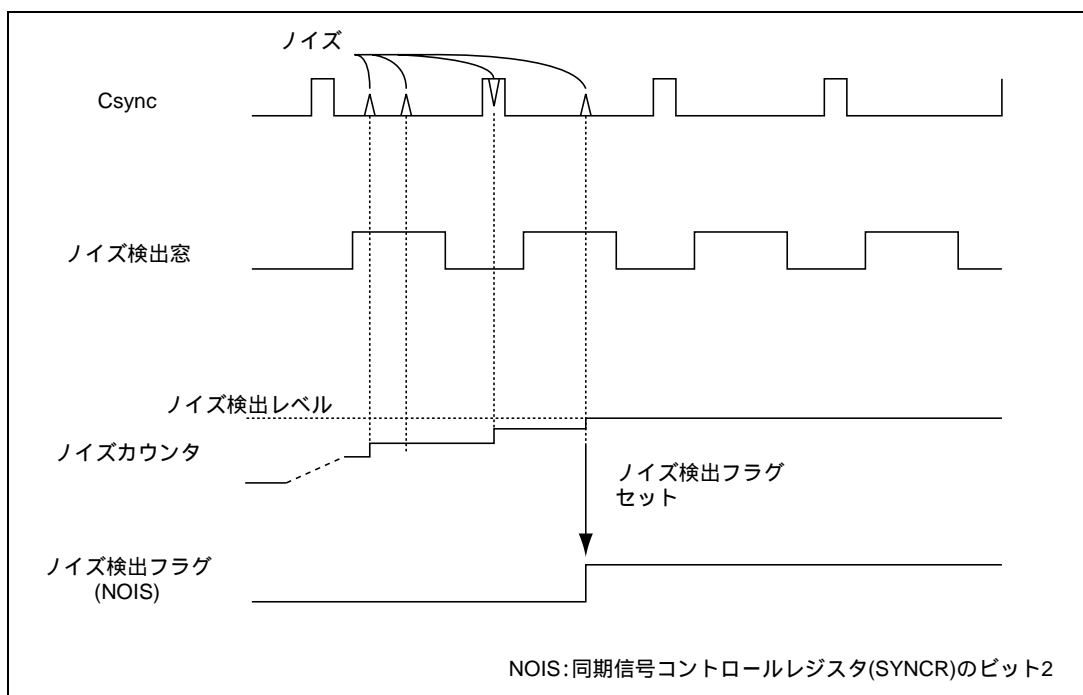 ノイズ
Csync
ノイズ検出窓
ノイズ検出レベル
ノイズカウンタ
ノイズ検出フラグ
セット
ノイズ検出フラグ
(NOIS)
NOIS:同期信号コントロールレジスタ(SYNCR)のビット2